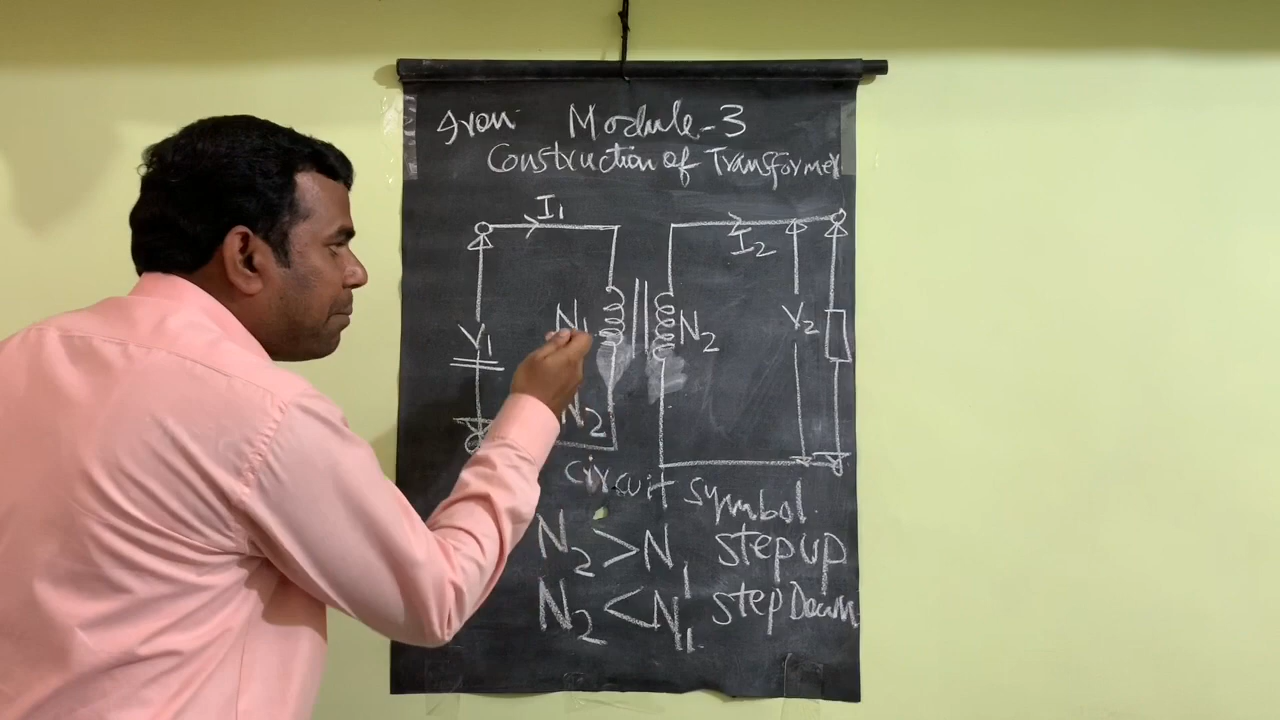 Iron Module-3
Construction of Transformer
I1
I2
N1
N2
V1
V2
N2
circuit symbol.
N2 > N1 step up
N2 < N1 step Down